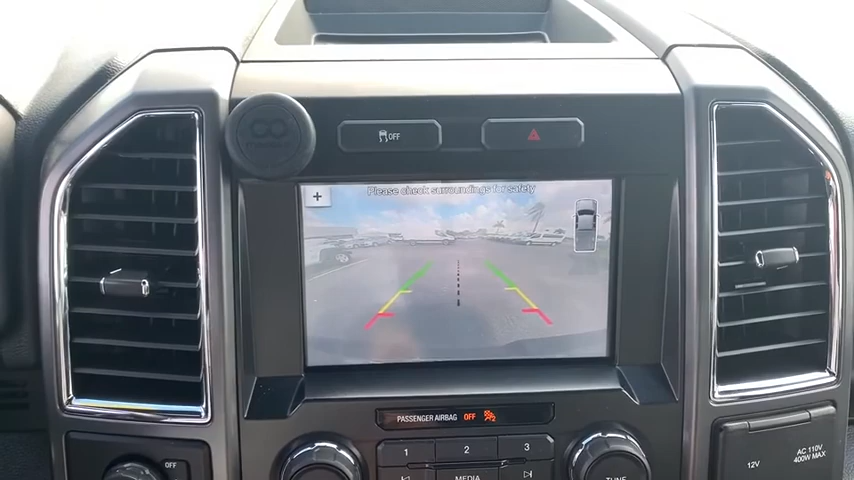 OFF
Please check surroundings for safety
+
PASSENGER AIRBAG OFF 2
1 2 3
OFF
MEDIA
TUNE
12V
AC 110V
400W MAX